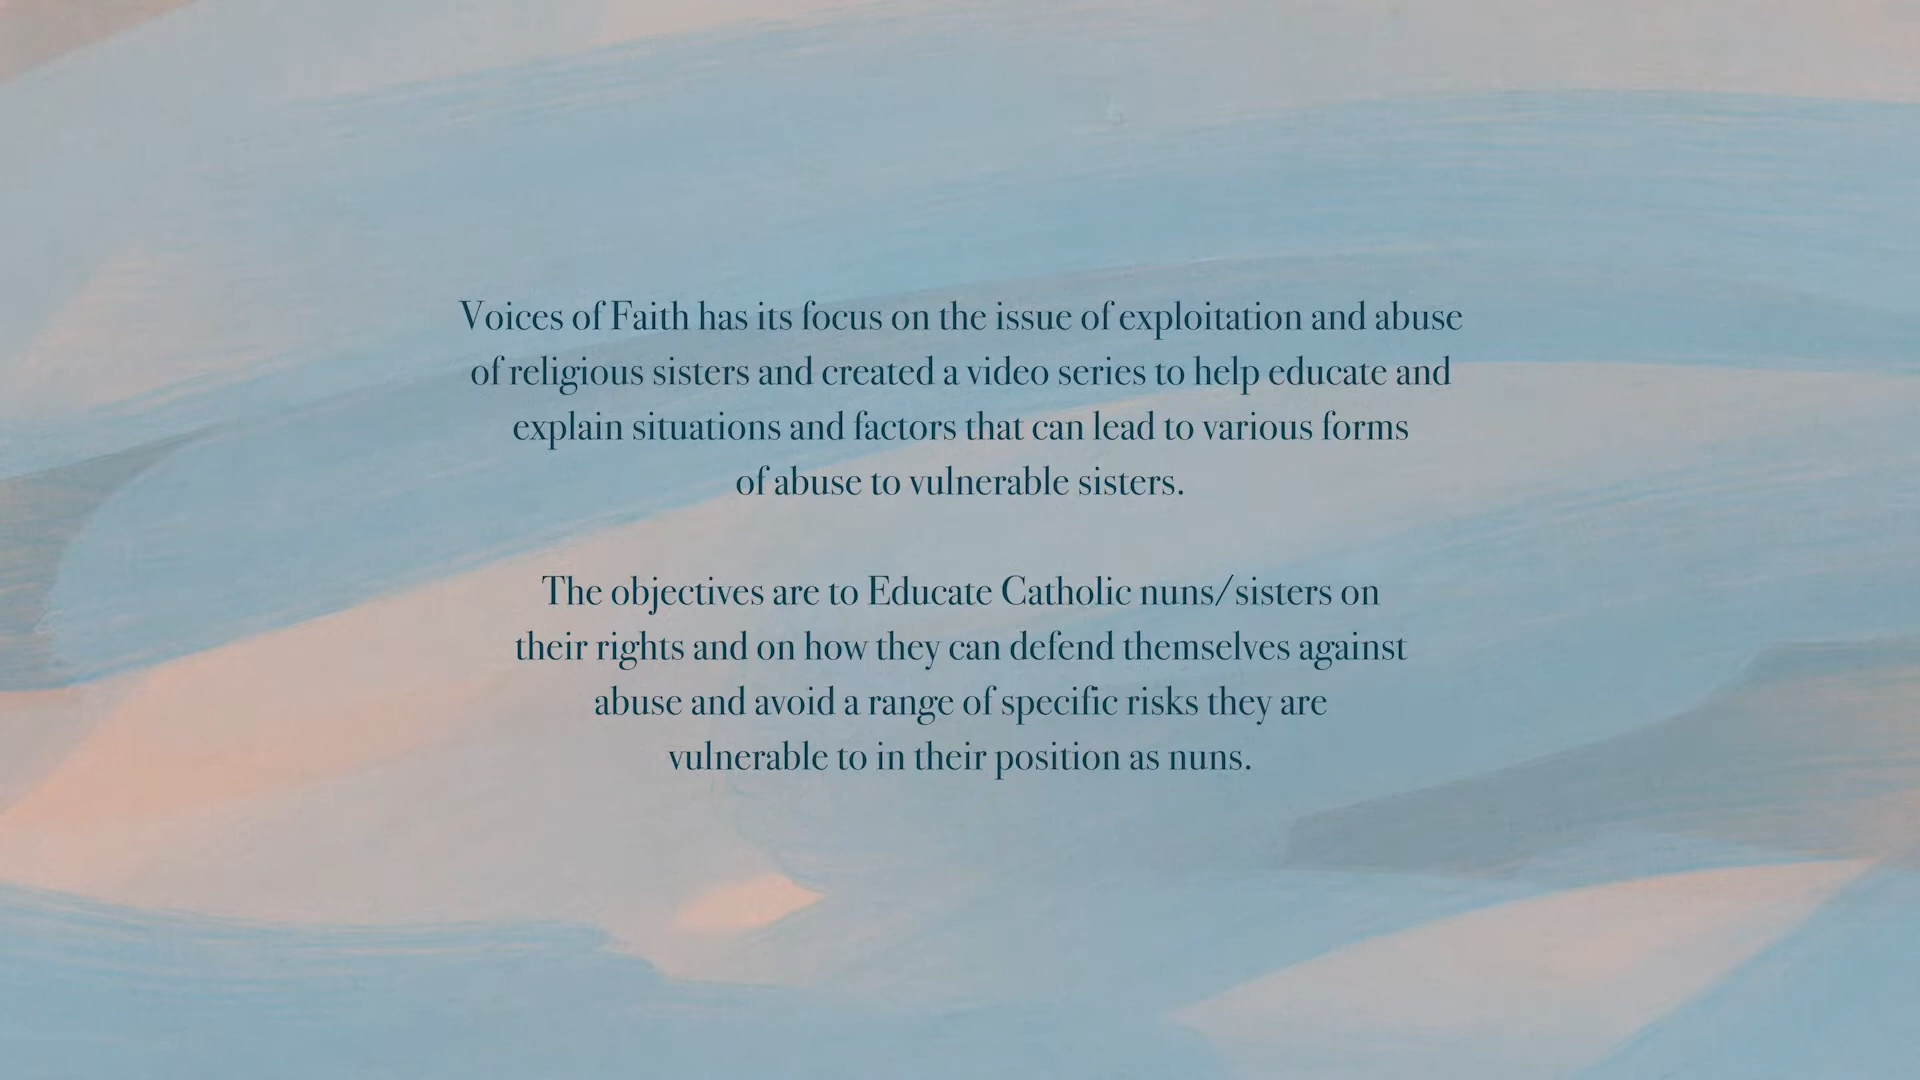 Voices of Faith has its focus on the issue of exploitation and abuse
of religious sisters and created a video series to help educate and
explain situations and factors that can lead to various forms
of abuse to vulnerable sisters.
The objectives are to Educate Catholic nuns/sisters on
their rights and on how they can defend themselves against
abuse and avoid a range of specific risks they are
vulnerable to in their position as nuns.